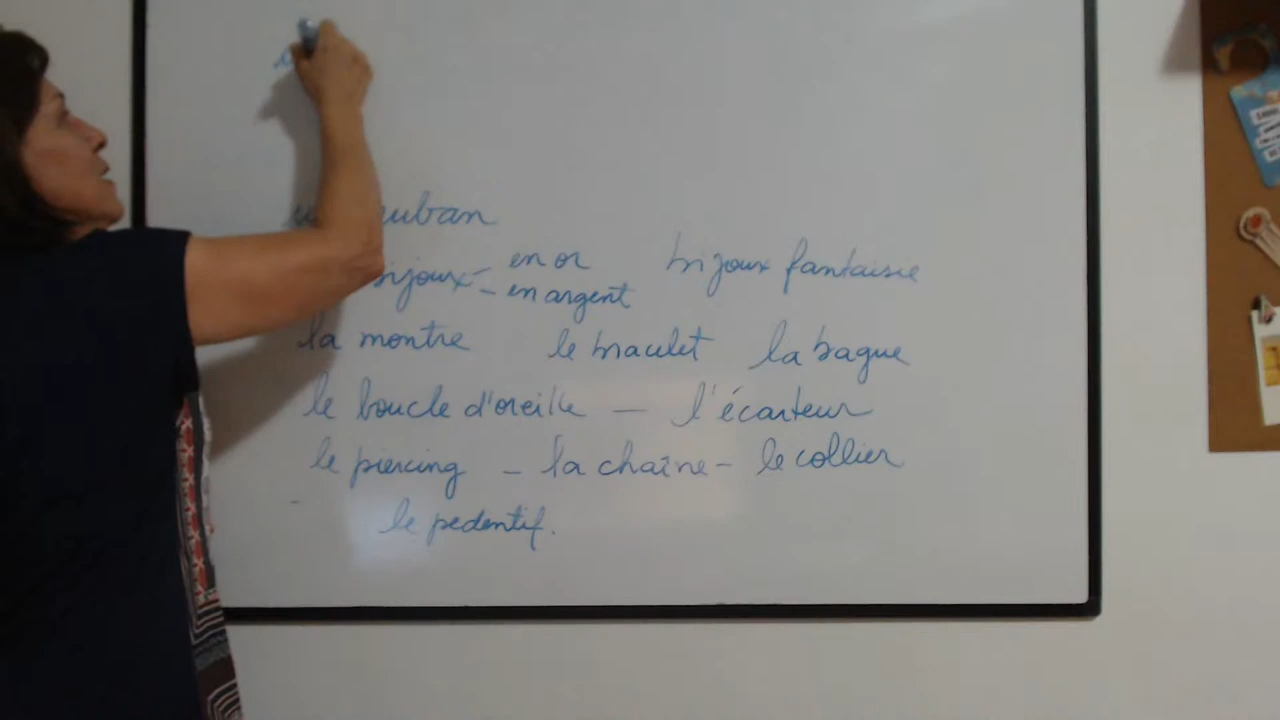 bijoux - en or bijoux fantaisie
- en argent
la montre le bracelet la bague
le boucle d'oreille — l'écarteur
le piercing - la chaîne - le collier
le pedentif.